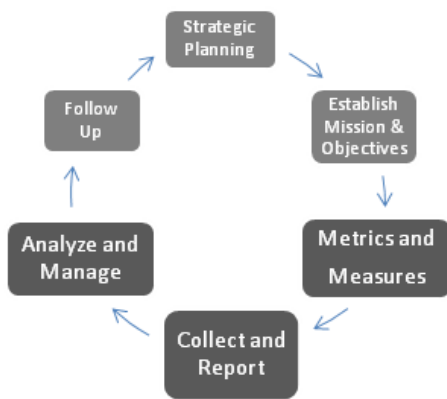 Strategic
Planning
Establish
Mission &
Objectives
Metrics and
Measures
Collect and
Report
Analyze and
Manage
Follow
Up